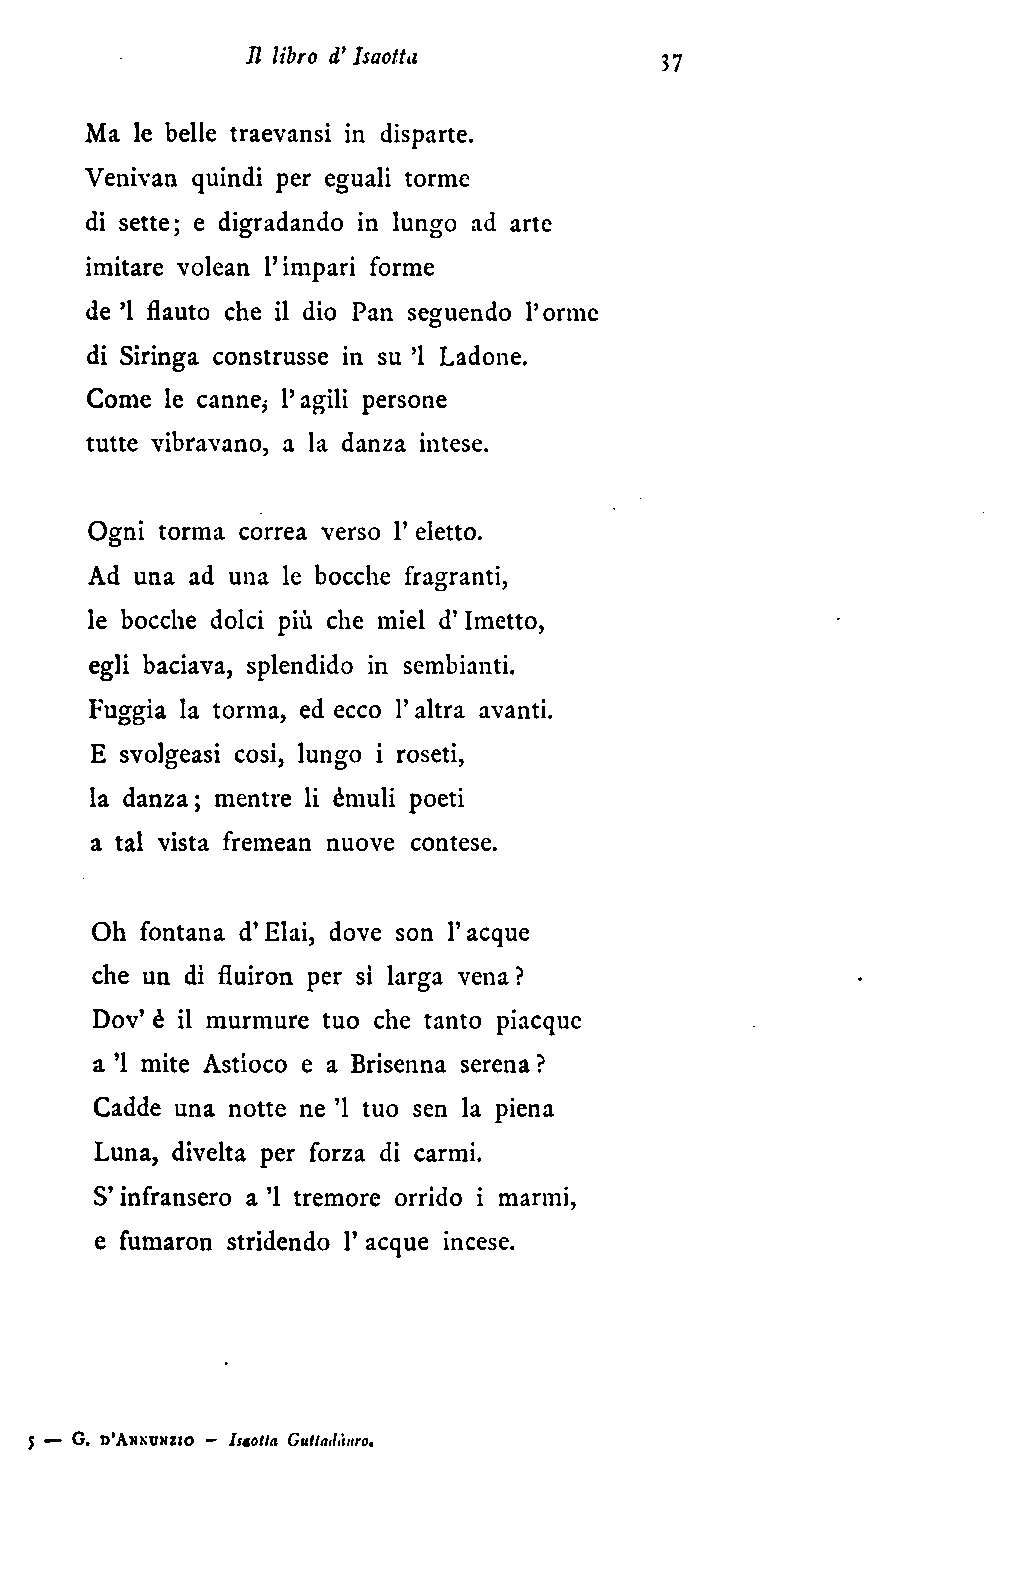 Il libro d' Isaotta 37
Ma le belle traevansi in disparte.
Venivan quindi per eguali torme
di sette; e digradando in lungo ad arte
imitare volean l'impari forme
de 'l flauto che il dio Pan seguendo l'orme
di Siringa construsse in su 'l Ladone.
Come le canne, l'agili persone
tutte vibravano, a la danza intese.
Ogni torma correa verso l' eletto.
Ad una ad una le bocche fragranti,
le bocche dolci più che miel d' Imetto,
egli baciava, splendido in sembianti.
Fuggia la torma, ed ecco l' altra avanti.
E svolgeasi così, lungo i roseti,
la danza; mentre li èmuli poeti
a tal vista fremean nuove contese.
Oh fontana d' Elai, dove son l'acque
che un dì fluiron per sì larga vena?
Dov' è il murmure tuo che tanto piacque
a 'l mite Astioco e a Brisenna serena?
Cadde una notte ne 'l tuo sen la piena
Luna, divelta per forza di carmi.
S' infransero a 'l tremore orrido i marmi,
e fumaron stridendo l' acque incese.
5 — G. D'ANNUNZIO — Isaotta Guttadàuro.